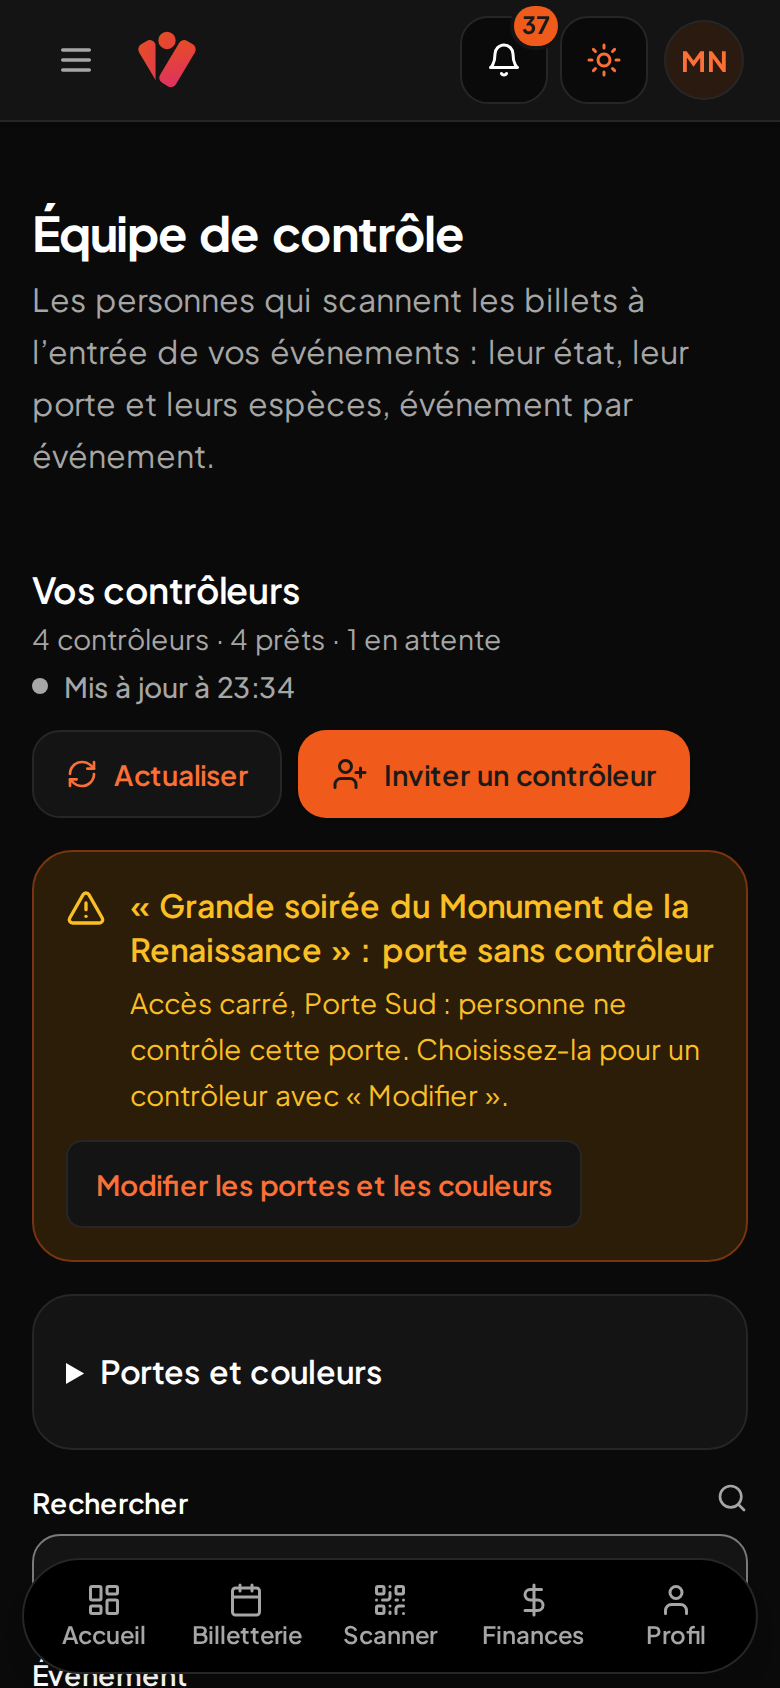 37
MN
Équipe de contrôle
Les personnes qui scannent les billets à
l’entrée de vos événements : leur état, leur
porte et leurs espèces, événement par
événement.
Vos contrôleurs
4 contrôleurs · 4 prêts · 1 en attente
Mis à jour à 23:34
Actualiser
Inviter un contrôleur
« Grande soirée du Monument de la
Renaissance » : porte sans contrôleur
Accès carré, Porte Sud : personne ne
contrôle cette porte. Choisissez-la pour un
contrôleur avec « Modifier ».
Modifier les portes et les couleurs
Portes et couleurs
Rechercher
Accueil
Billetterie
Scanner
Finances
Profil
Événement